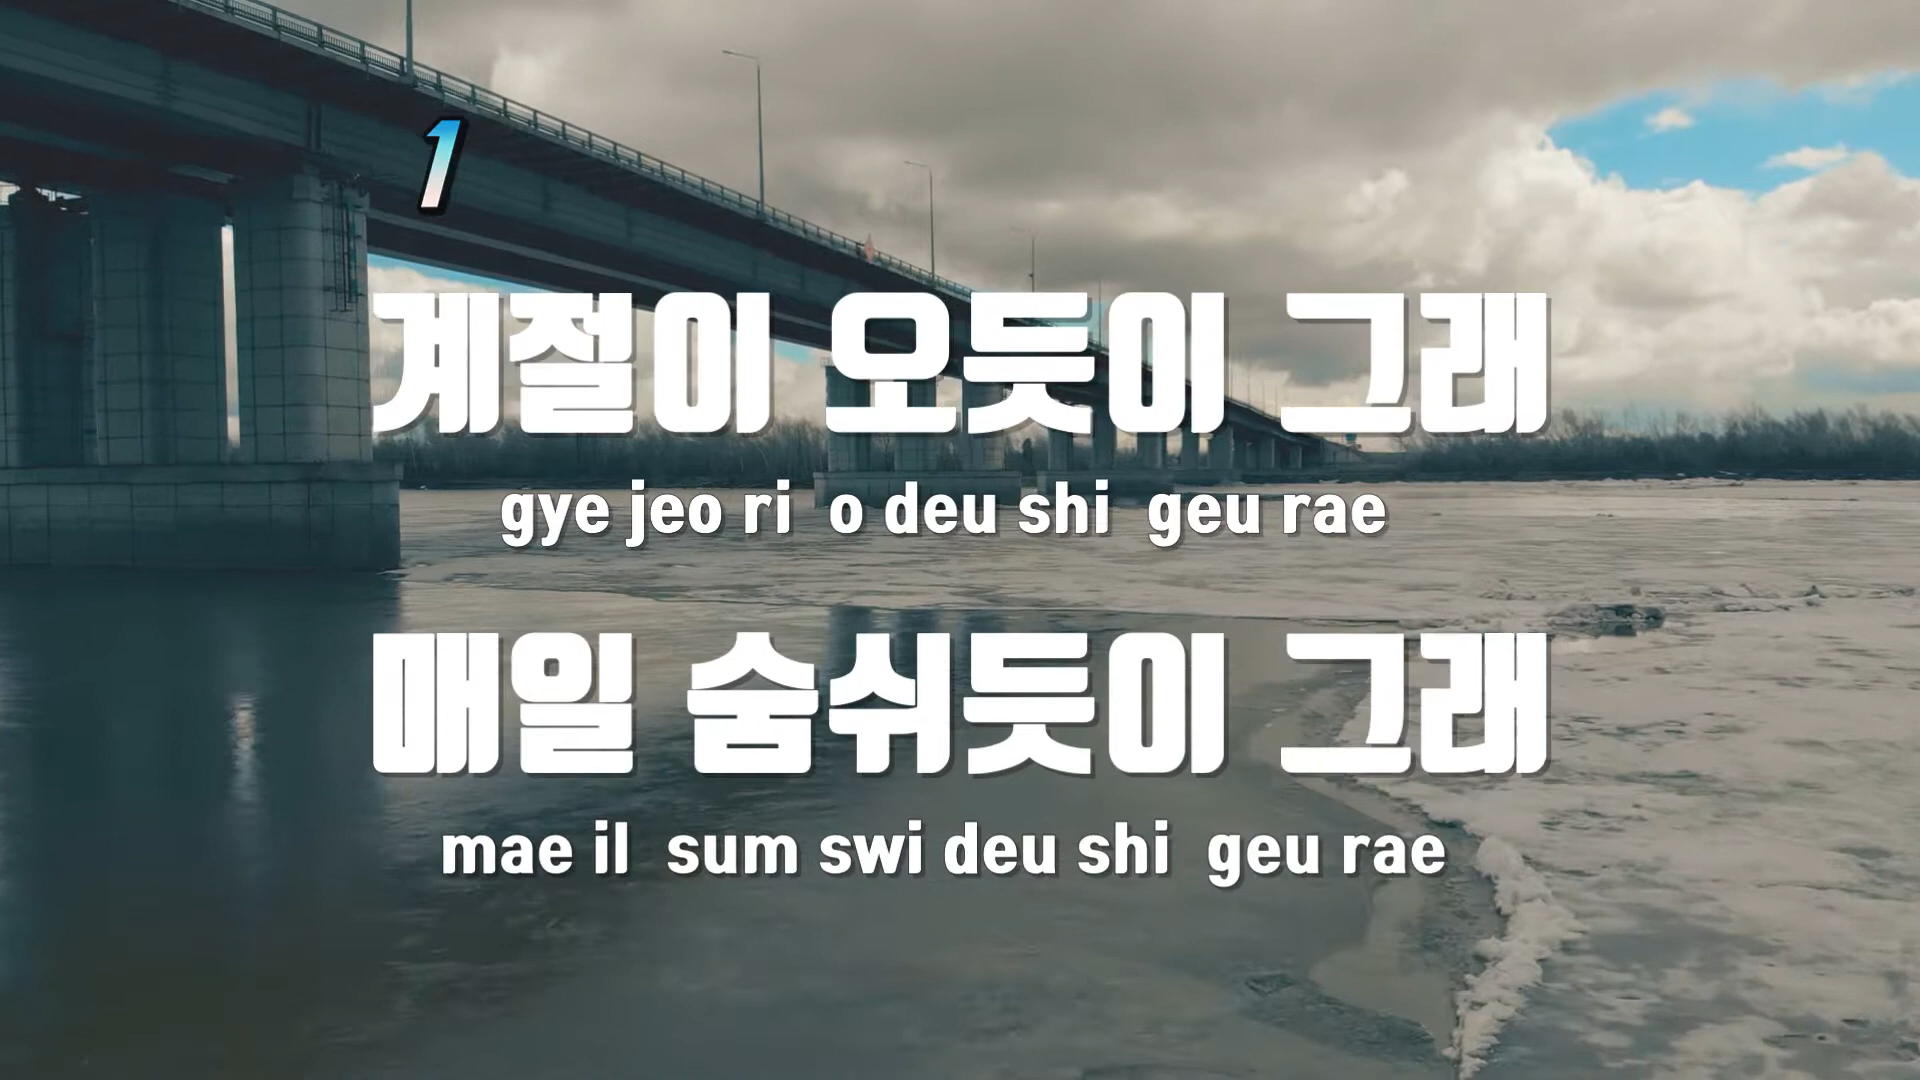 1
계절이 오듯이 그래
gye jeo ri o deu shi geu rae
매일 숨쉬듯이 그래
mae il sum swi deu shi geu rae